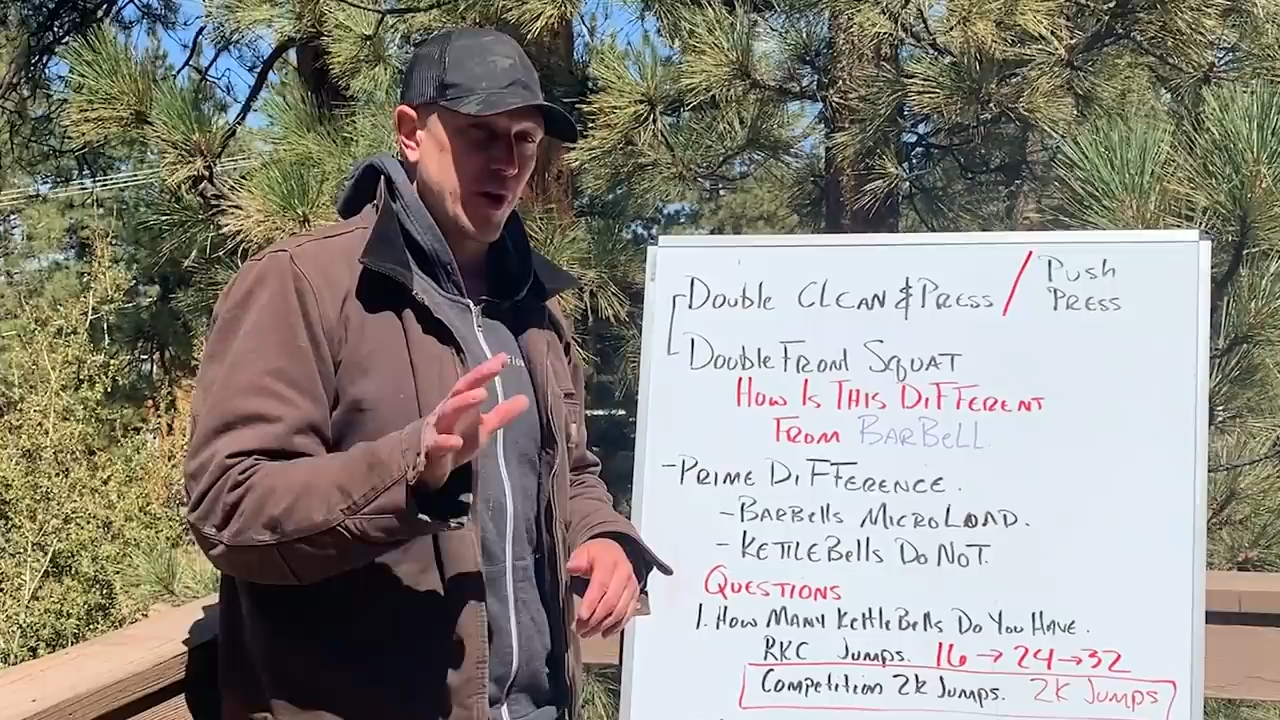 Double Clean & Press / Push Press
Double Front Squat
How Is This Different
From Barbell
- Prime Difference.
- Barbells Microload.
- Kettlebells Do Not.
Questions
1. How Many Kettlebells Do You Have.
RKC Jumps. 16 → 24 → 32
Competition 2k Jumps. 2k Jumps